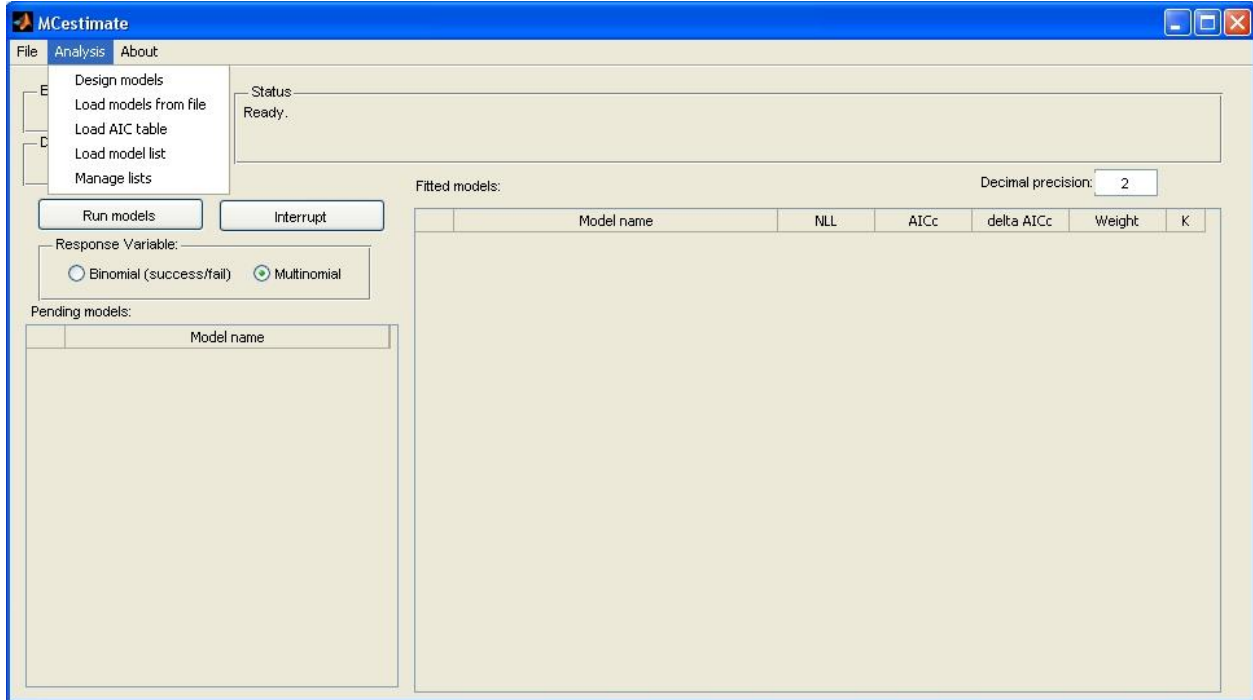 MCestimate
File Analysis About
Design models
Load models from file
Load AIC table
Load model list
Manage lists
Status
Ready.
Run models Interrupt
Response Variable:
Binomial (success/fail) Multinomial
Pending models:
Model name
Fitted models:
Decimal precision: 2
Model name NLL AICc delta AICc Weight K